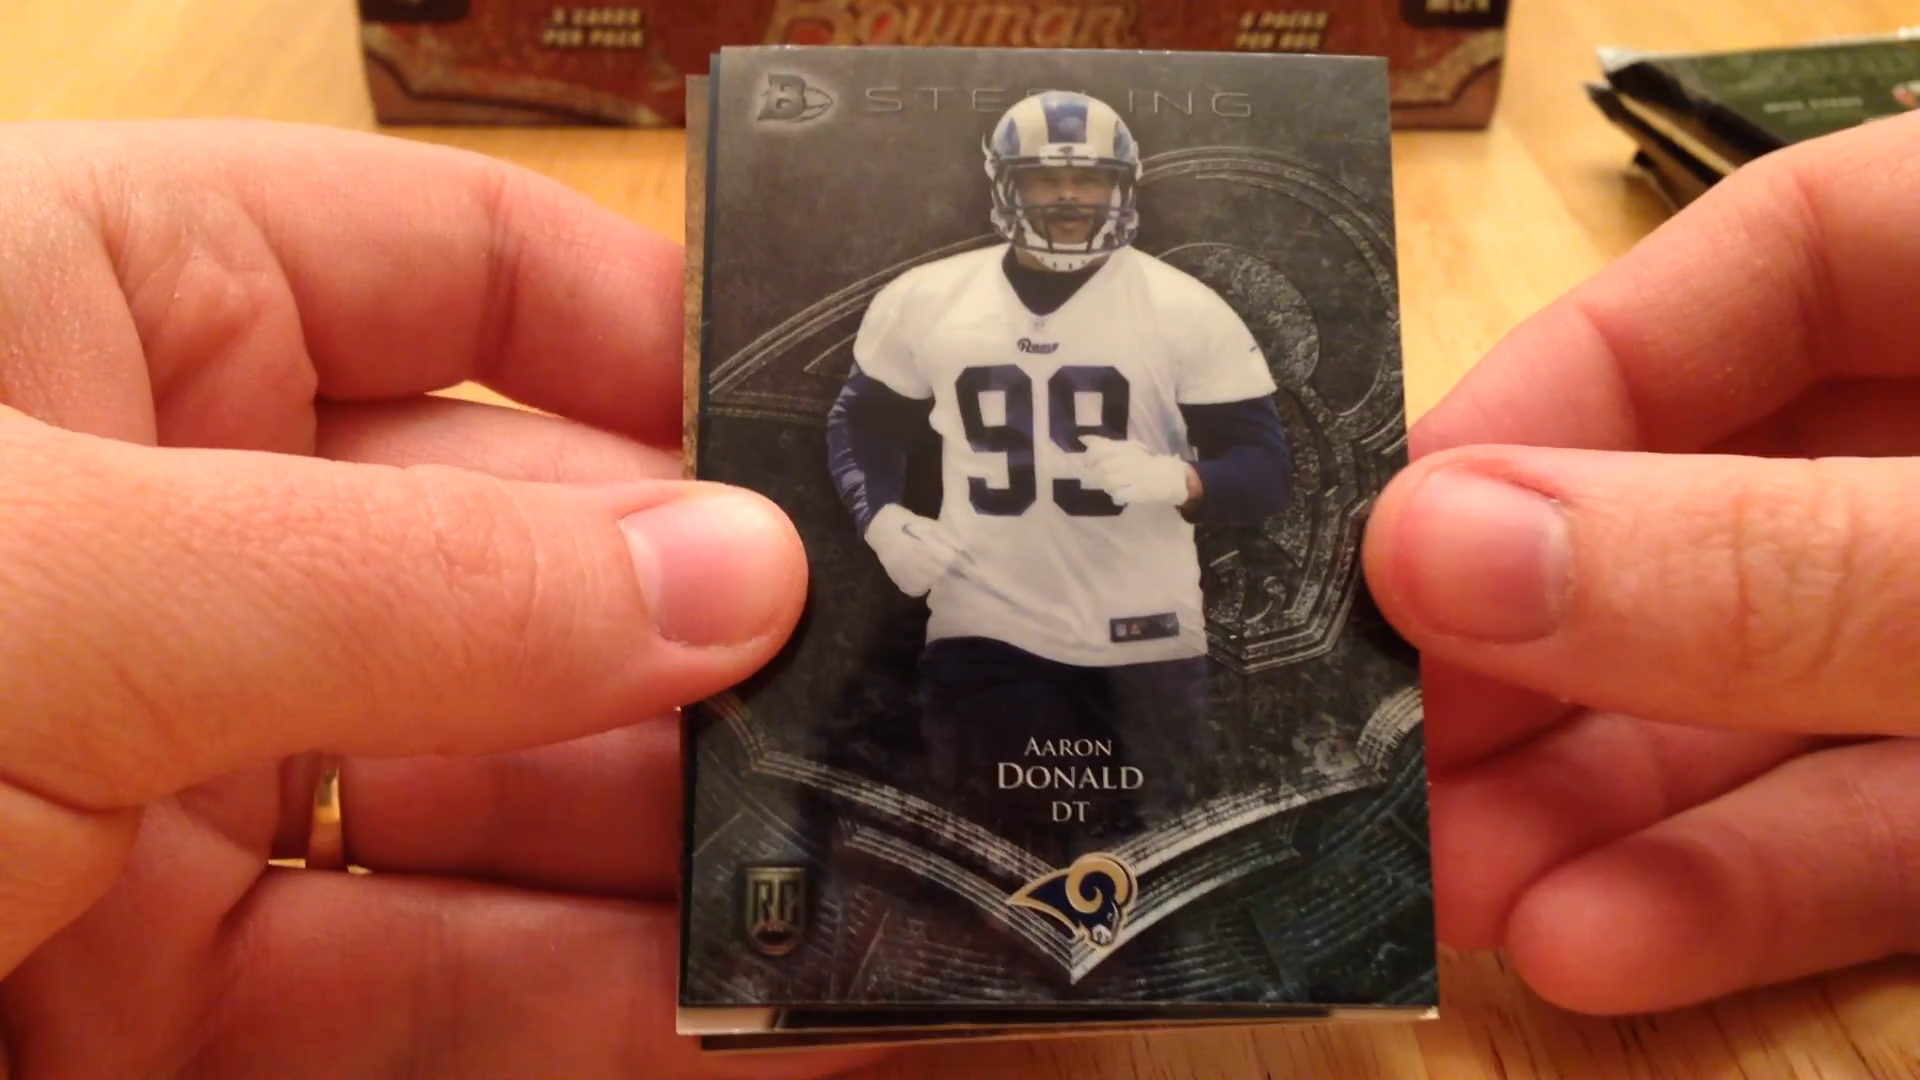 5 CARDS
PER PACK
Bowman
6 PACKS
PER BOX
B STERLING
Rams
99
AARON
DONALD
DT
RC